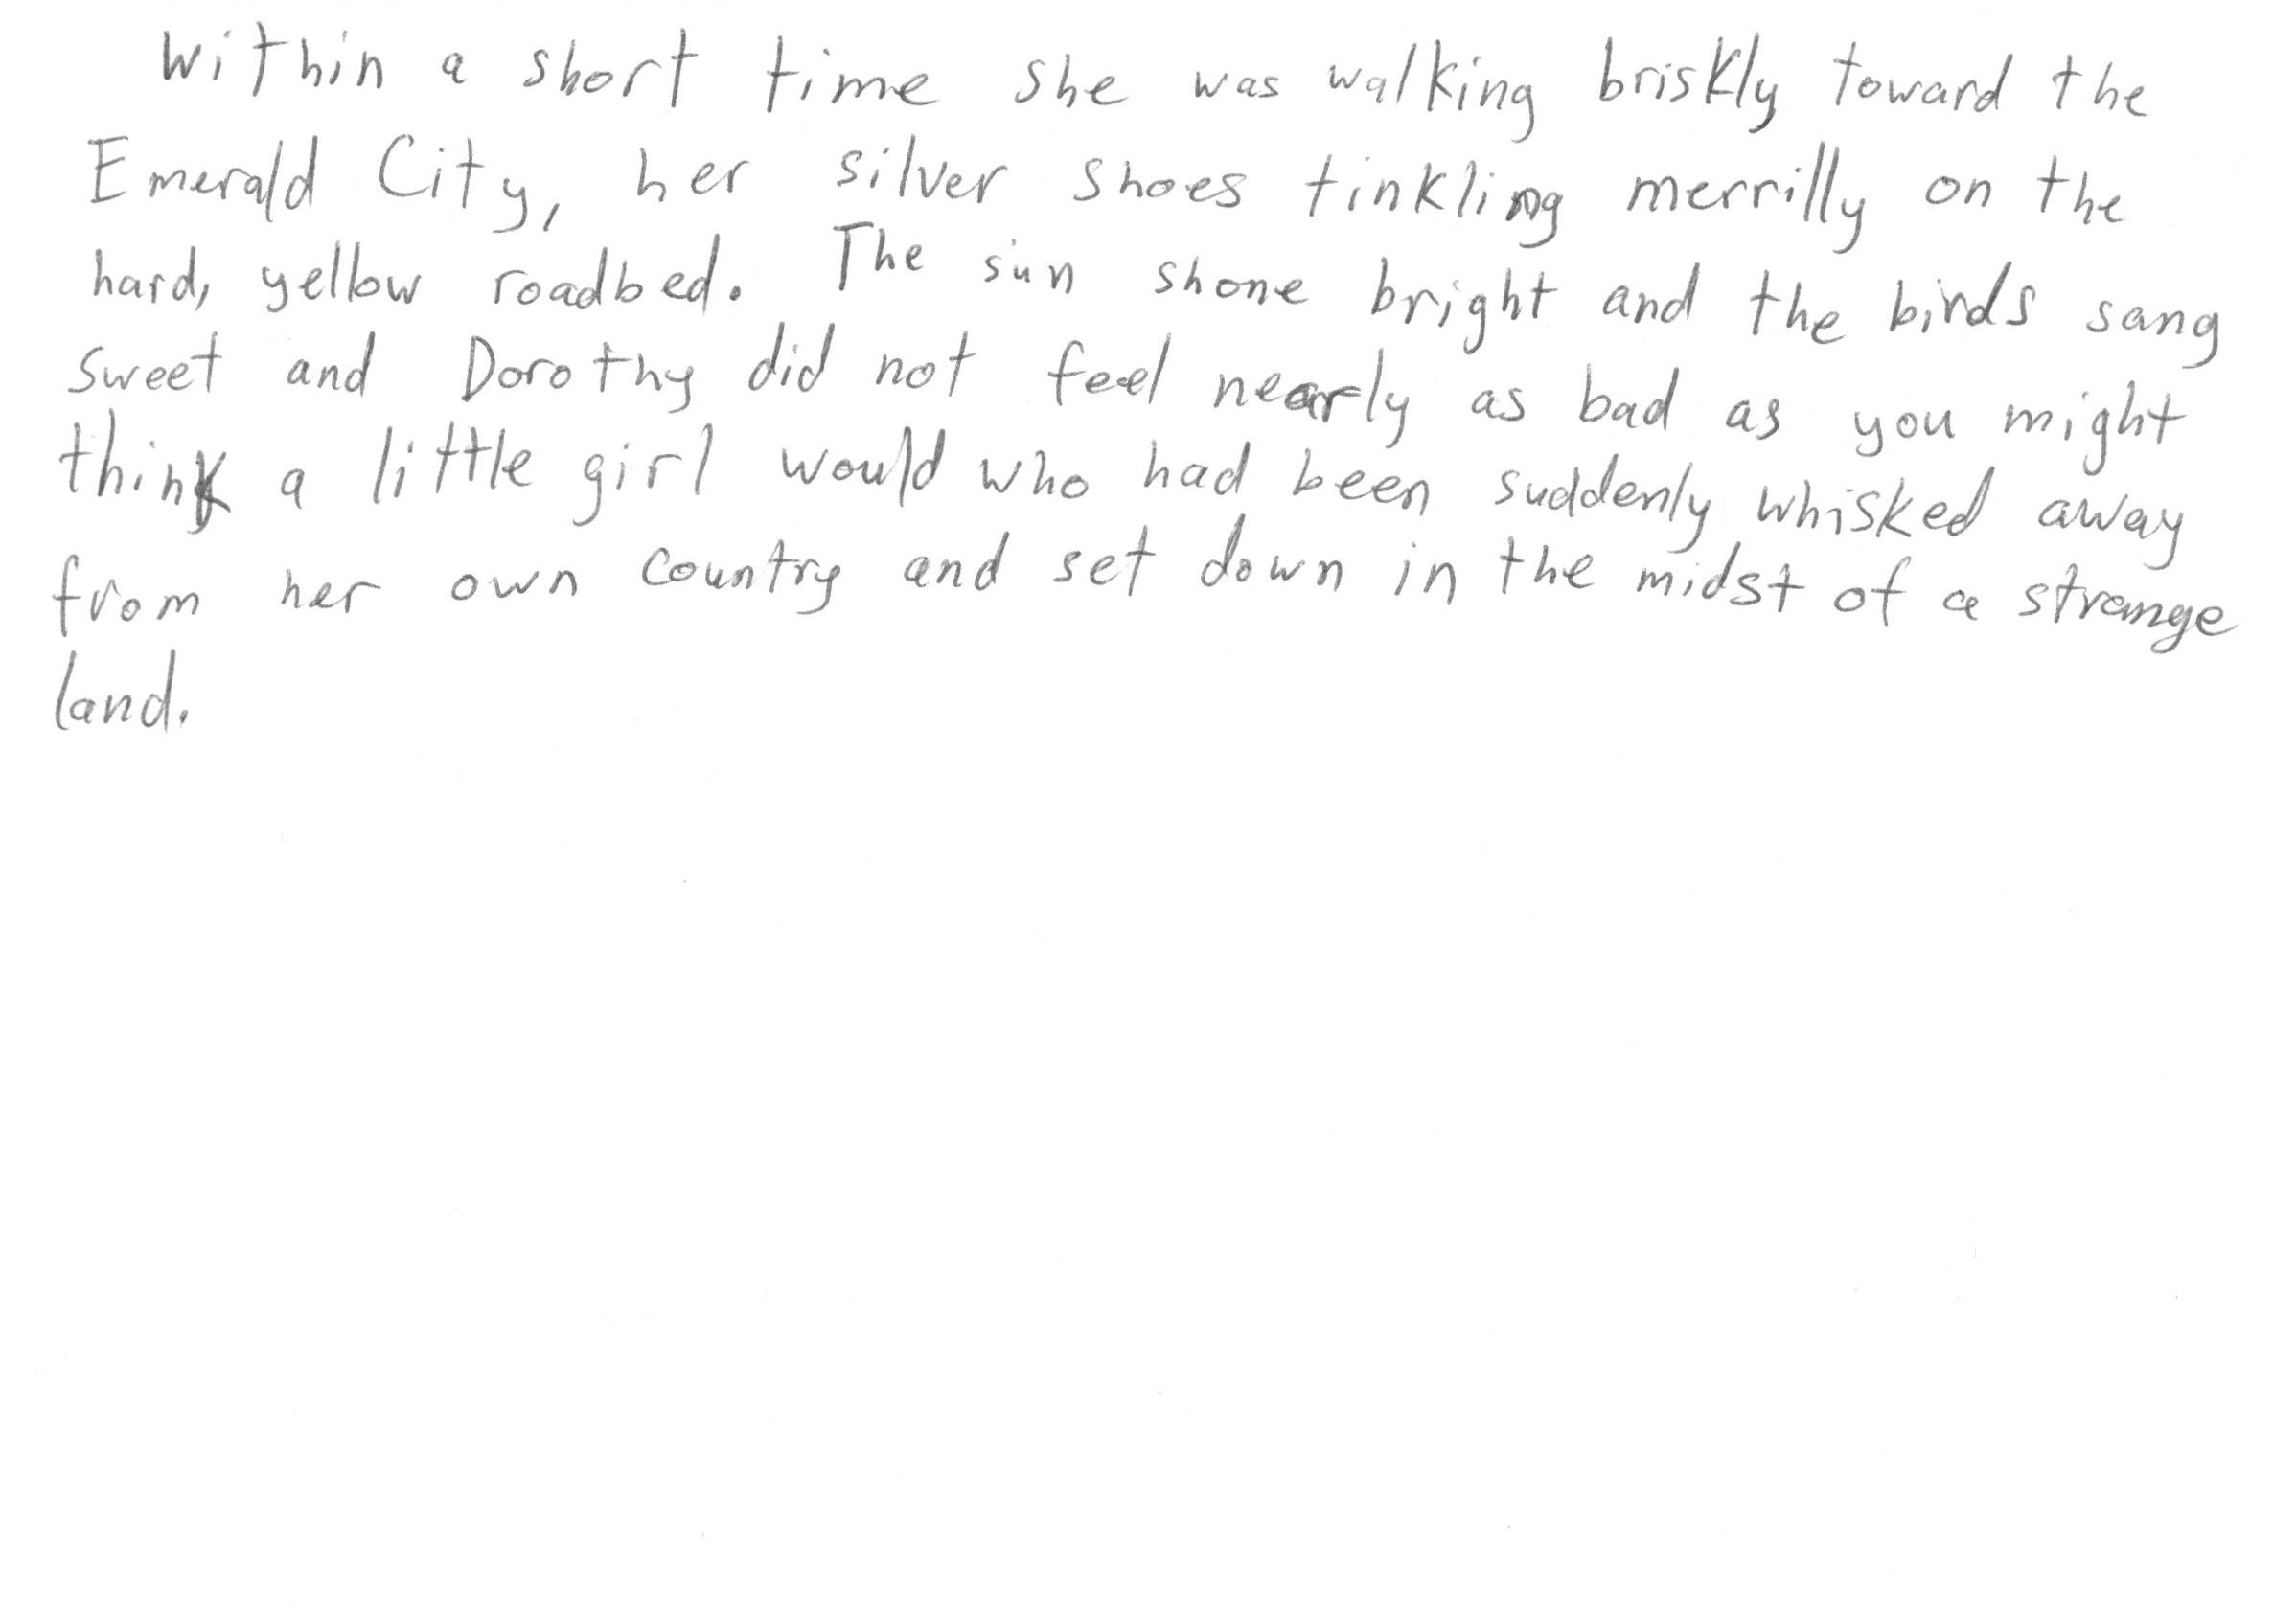 Within a short time she was walking briskly toward the
Emerald City, her silver shoes tinkling merrilly on the
hard, yellow roadbed. The sun shone bright and the birds sang
sweet and Dorothy did not feel nearly as bad as you might
think a little girl would who had been suddenly whisked away
from her own country and set down in the midst of a strange
land.